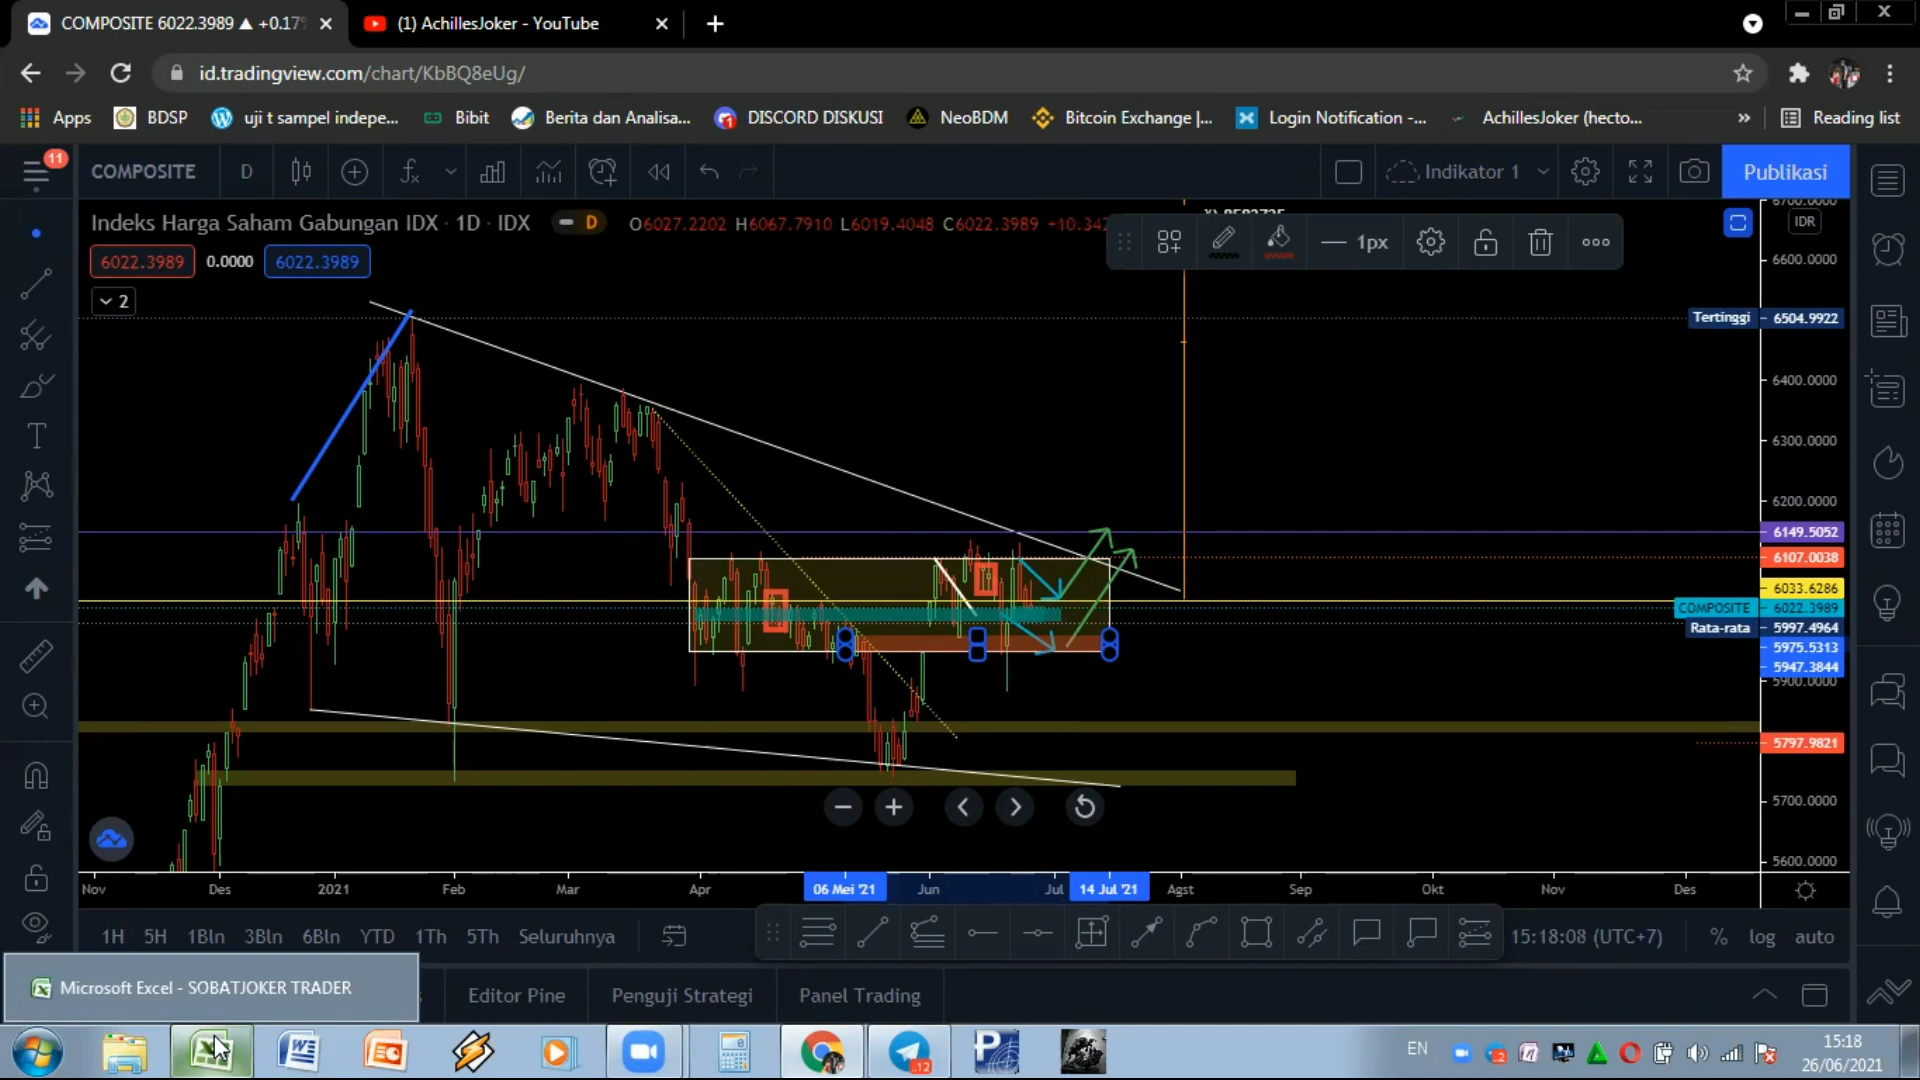 COMPOSITE 6022.3989 ▲ +0.17
(1) AchillesJoker - YouTube
id.tradingview.com/chart/KbBQ8eUg/
Apps
BDSP
uji t sampel indepe...
Bibit
Berita dan Analisa...
DISCORD DISKUSI
NeoBDM
Bitcoin Exchange |...
Login Notification -...
AchillesJoker (hecto...
»
Reading list
11
COMPOSITE
D
Indikator 1
Publikasi
Indeks Harga Saham Gabungan IDX · 1D · IDX
D
O6027.2202 H6067.7910 L6019.4048 C6022.3989 +10.342
1px
IDR
6022.3989
0.0000
6022.3989
2
6700.0000
6600.0000
Tertinggi
6504.9922
6400.0000
6300.0000
6200.0000
6149.5052
6107.0038
6033.6286
COMPOSITE
6022.3989
Rata-rata
5997.4964
5975.5313
5947.3844
5900.0000
5797.9821
5700.0000
5600.0000
Nov
Des
2021
Feb
Mar
Apr
06 Mei '21
Jun
Jul
14 Jul '21
Agst
Sep
Okt
Nov
Des
1H
5H
1Bln
3Bln
6Bln
YTD
1Th
5Th
Seluruhnya
15:18:08 (UTC+7)
%
log
auto
Microsoft Excel - SOBATJOKER TRADER
Editor Pine
Penguji Strategi
Panel Trading
EN
15:18
26/06/2021
12
2